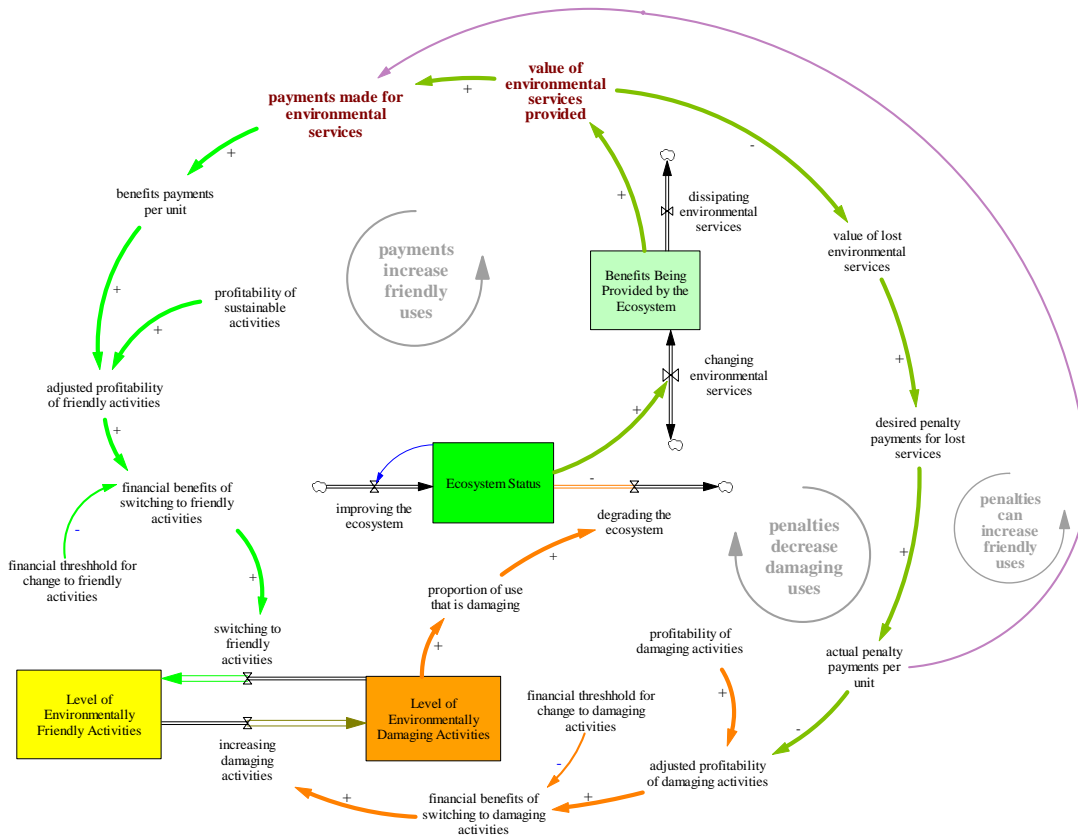 value of
environmental
services
provided
payments made for
environmental
services
+
+
-
benefits payments
per unit
+
dissipating
environmental
services
value of lost
environmental
services
payments
increase
friendly
uses
Benefits Being
Provided by the
Ecosystem
+
profitability of
sustainable
activities
+
changing
environmental
services
+
adjusted profitability
of friendly activities
+
+
desired penalty
payments for lost
services
financial benefits of
switching to friendly
activities
Ecosystem Status
-
improving the
ecosystem
degrading the
ecosystem
penalties
decrease
damaging
uses
penalties
can
increase
friendly
uses
-
+
+
+
financial threshhold for
change to friendly
activities
proportion of use
that is damaging
switching to
friendly
activities
+
profitability of
damaging activities
actual penalty
payments per
unit
Level of
Environmentally
Friendly Activities
Level of
Environmentally
Damaging Activities
financial threshhold for
change to damaging
activities
+
-
increasing
damaging
activities
-
adjusted profitability
of damaging activities
+
+
financial benefits of
switching to damaging
activities